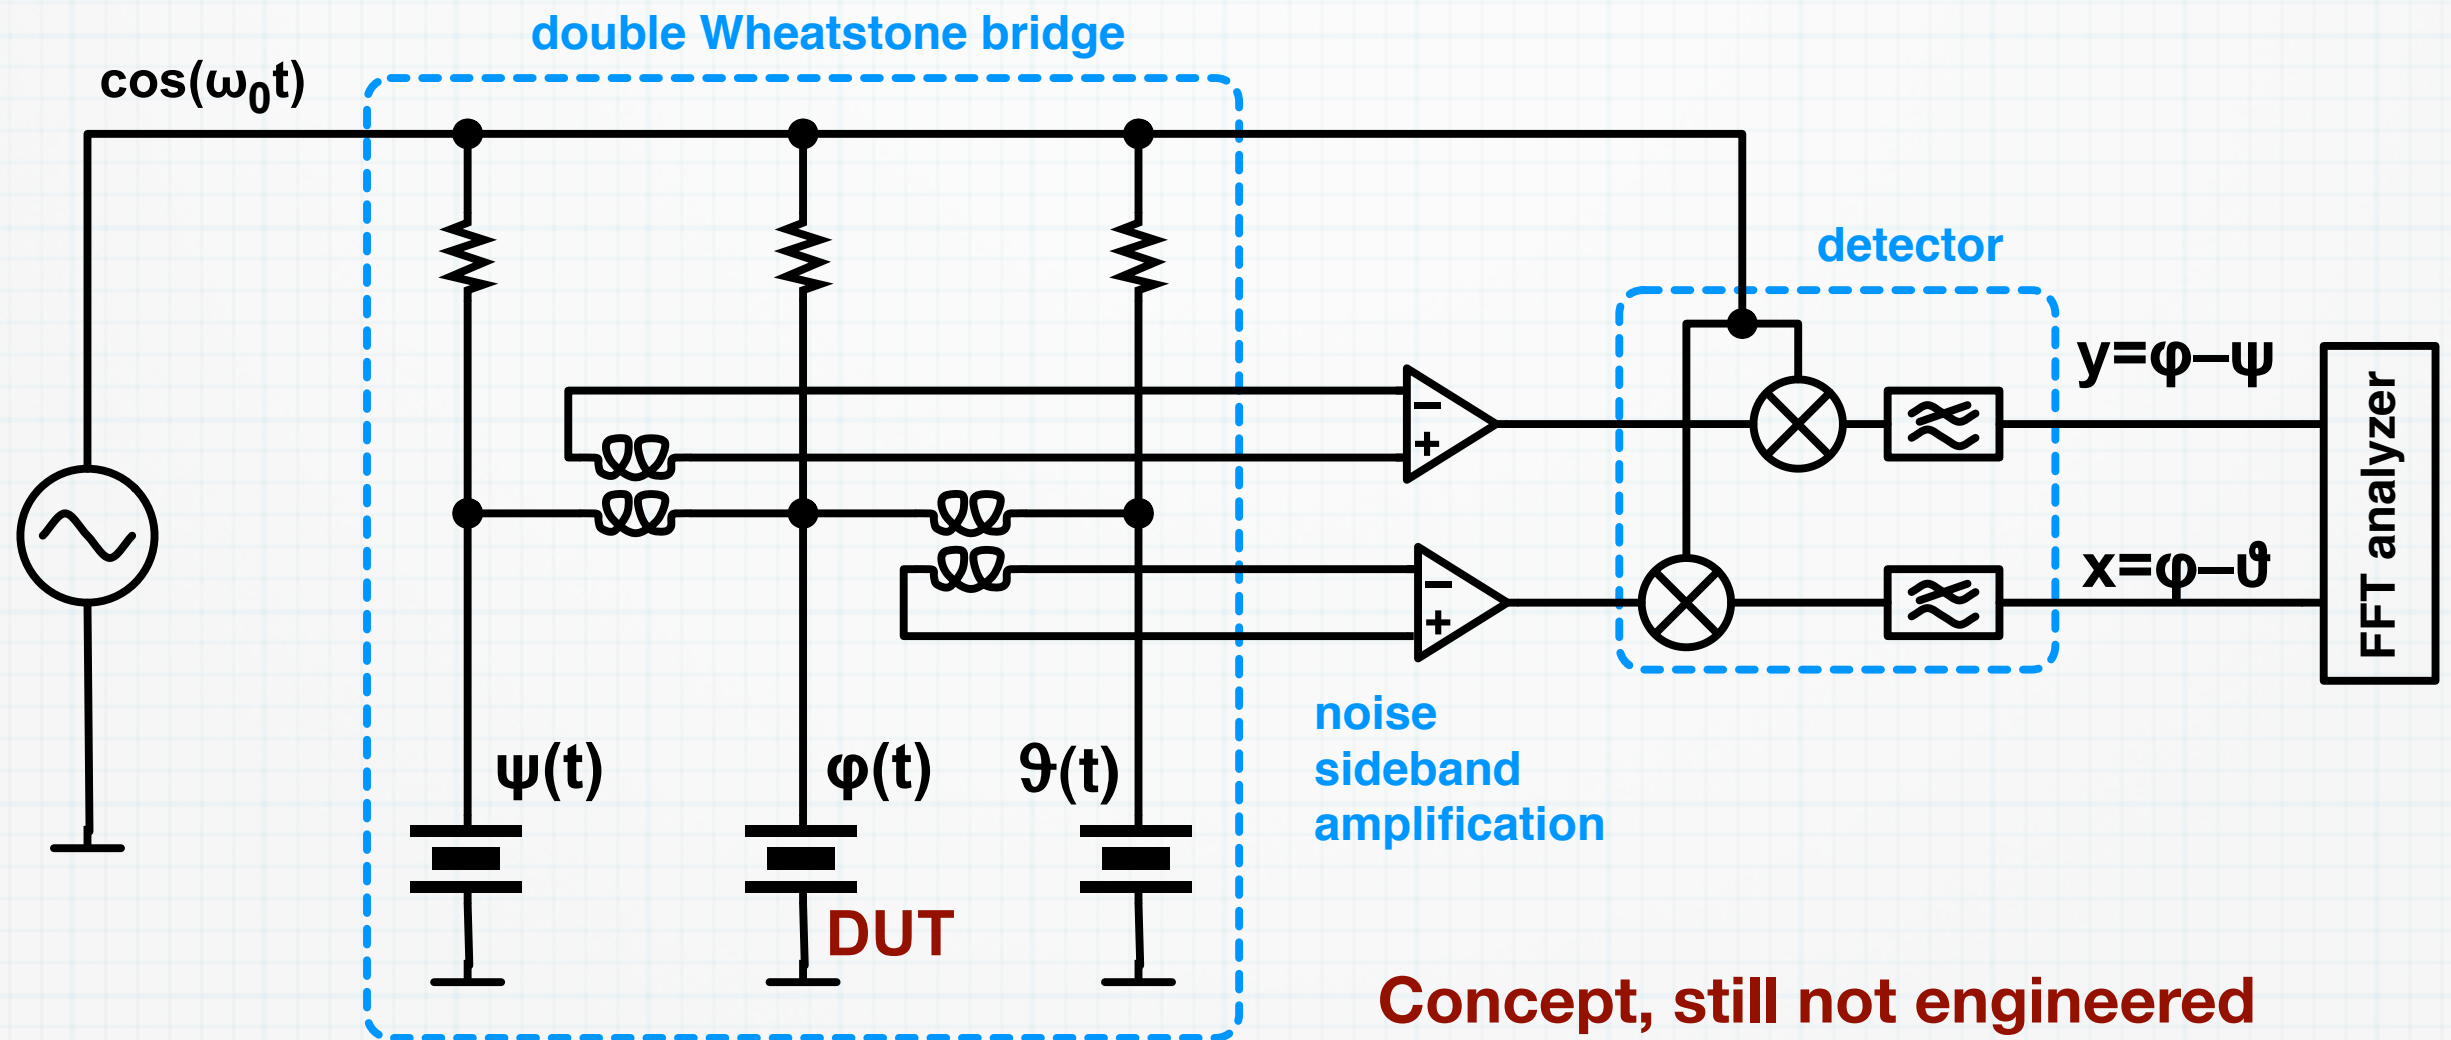 double Wheatstone bridge
cos(ω₀t)
detector
y=φ–ψ
−
+
FFT analyzer
x=φ–ϑ
−
+
noise
sideband
amplification
ψ(t)
φ(t)
ϑ(t)
DUT
Concept, still not engineered